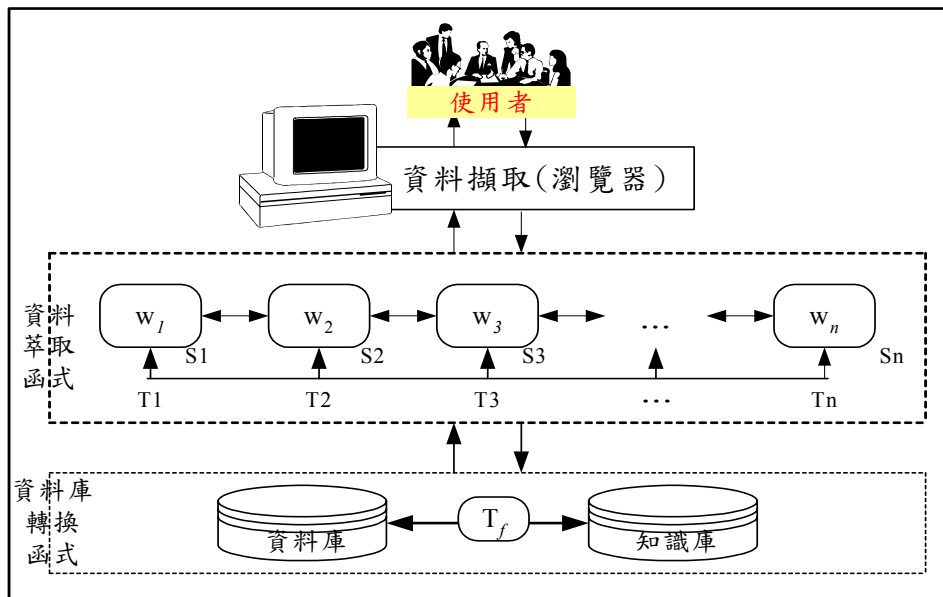 使用者
資料擷取(瀏覽器)
資料
萃取
函式
w1
w2
w3
...
wn
S1
S2
S3
Sn
T1
T2
T3
...
Tn
資料庫
轉換
函式
資料庫
Tf
知識庫